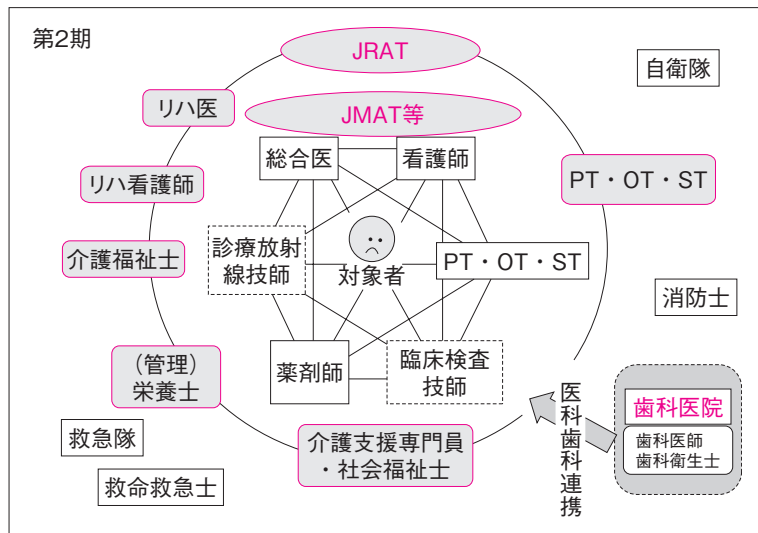 第2期
JRAT
自衛隊
リハ医
JMAT等
総合医
看護師
リハ看護師
PT・OT・ST
介護福祉士
診療放射
線技師
対象者
PT・OT・ST
消防士
(管理)
栄養士
薬剤師
臨床検査
技師
医科歯科連携
歯科医院
歯科医師
歯科衛生士
救急隊
介護支援専門員
・社会福祉士
救命救急士